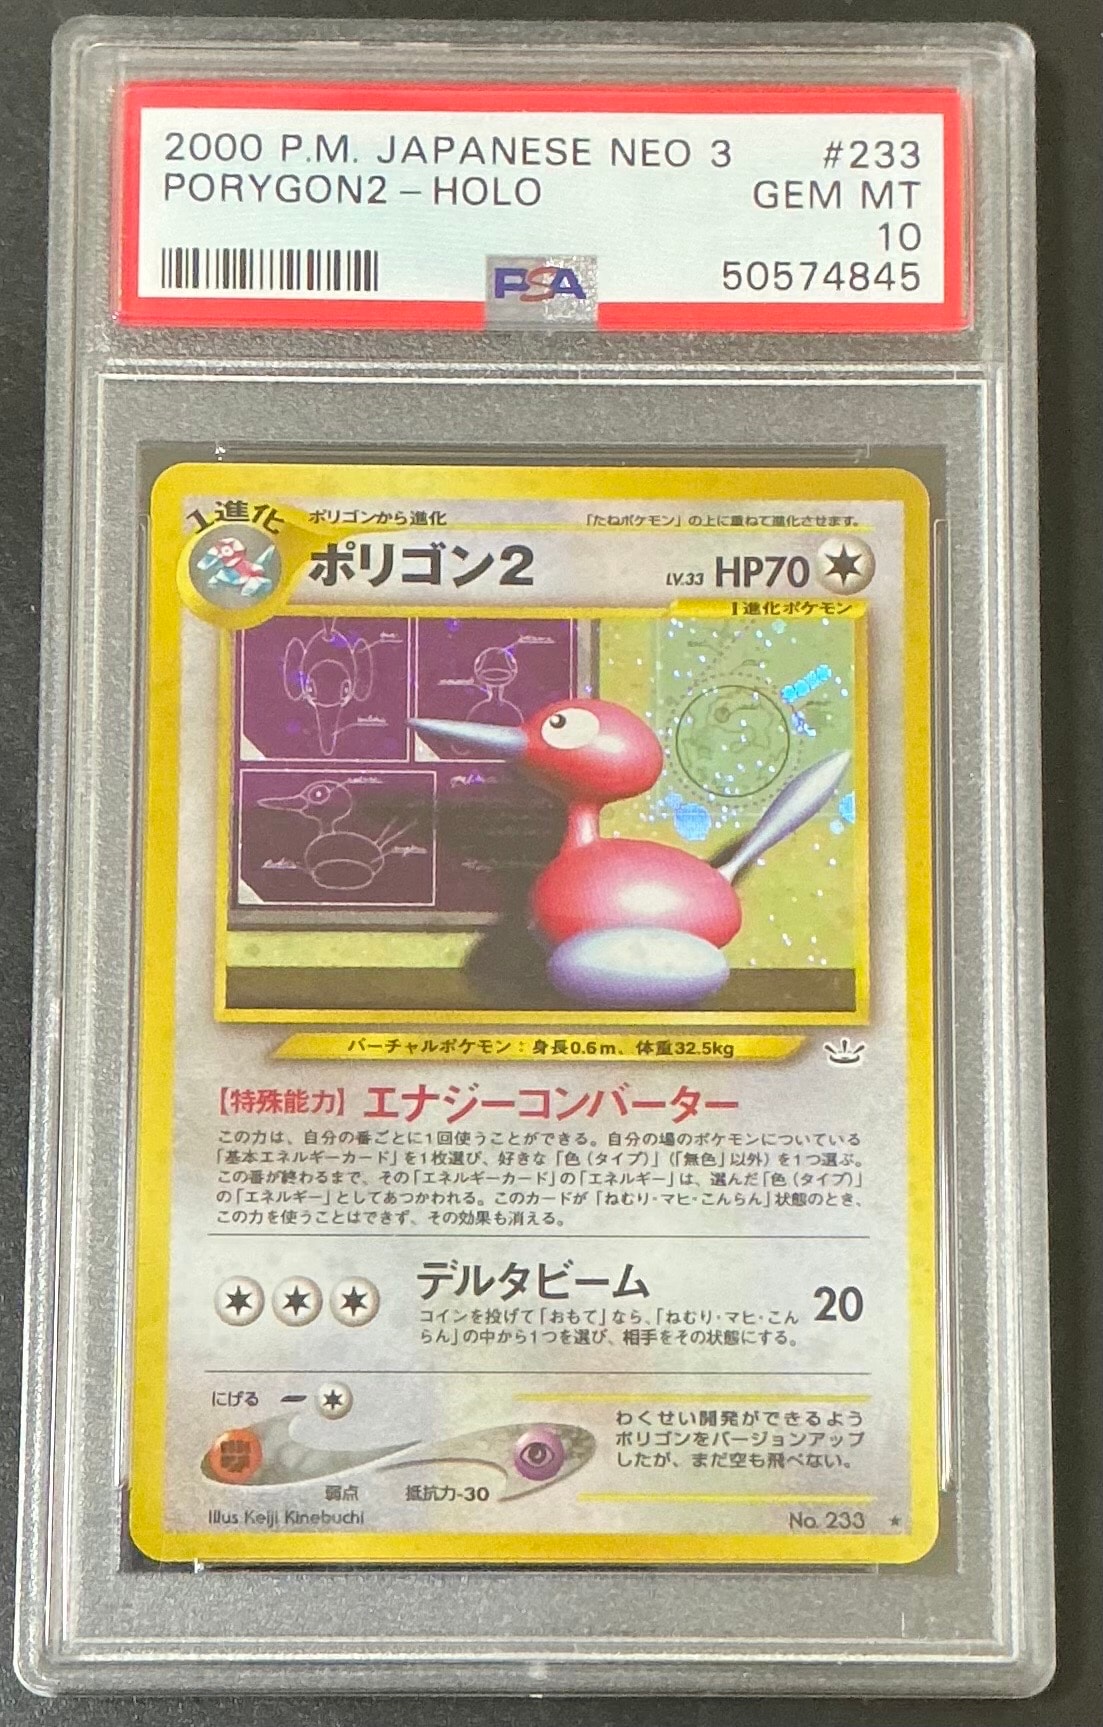 2000 P.M. JAPANESE NEO 3 #233
PORYGON2 – HOLO GEM MT
10
PSA 50574845
1進化
ポリゴンから進化 「たねポケモン」の上に重ねて進化させます。
ポリゴン2 LV.33 HP70
1進化ポケモン
バーチャルポケモン：身長0.6m、体重32.5kg
【特殊能力】エナジーコンバーター
この力は、自分の番ごとに1回使うことができる。自分の場のポケモンについている
「基本エネルギーカード」を1枚選び、好きな「色（タイプ）」（「無色」以外）を1つ選ぶ。
この番が終わるまで、その「エネルギーカード」の「エネルギー」は、選んだ「色（タイプ）」
の「エネルギー」としてあつかわれる。このカードが「ねむり・マヒ・こんらん」状態のとき、
この力を使うことはできず、その効果も消える。
デルタビーム 20
コインを投げて「おもて」なら、「ねむり・マヒ・こん
らん」の中から1つを選び、相手をその状態にする。
にげる
弱点 抵抗力-30
わくせい開発ができるよう
ポリゴンをバージョンアップ
したが、まだ空も飛べない。
Illus Keiji Kinebuchi No. 233 ★